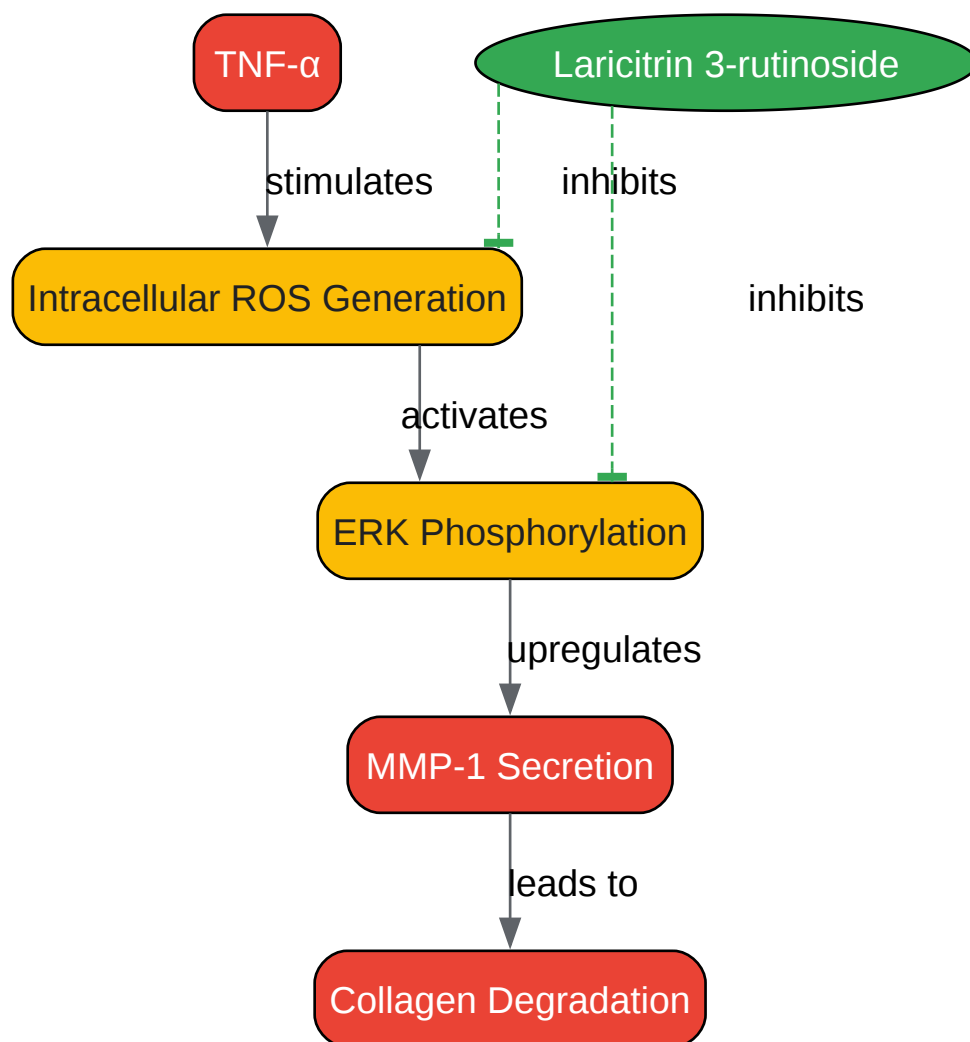 TNF-α
Laricitrin 3-rutinoside
stimulates
inhibits
Intracellular ROS Generation
inhibits
activates
ERK Phosphorylation
upregulates
MMP-1 Secretion
leads to
Collagen Degradation